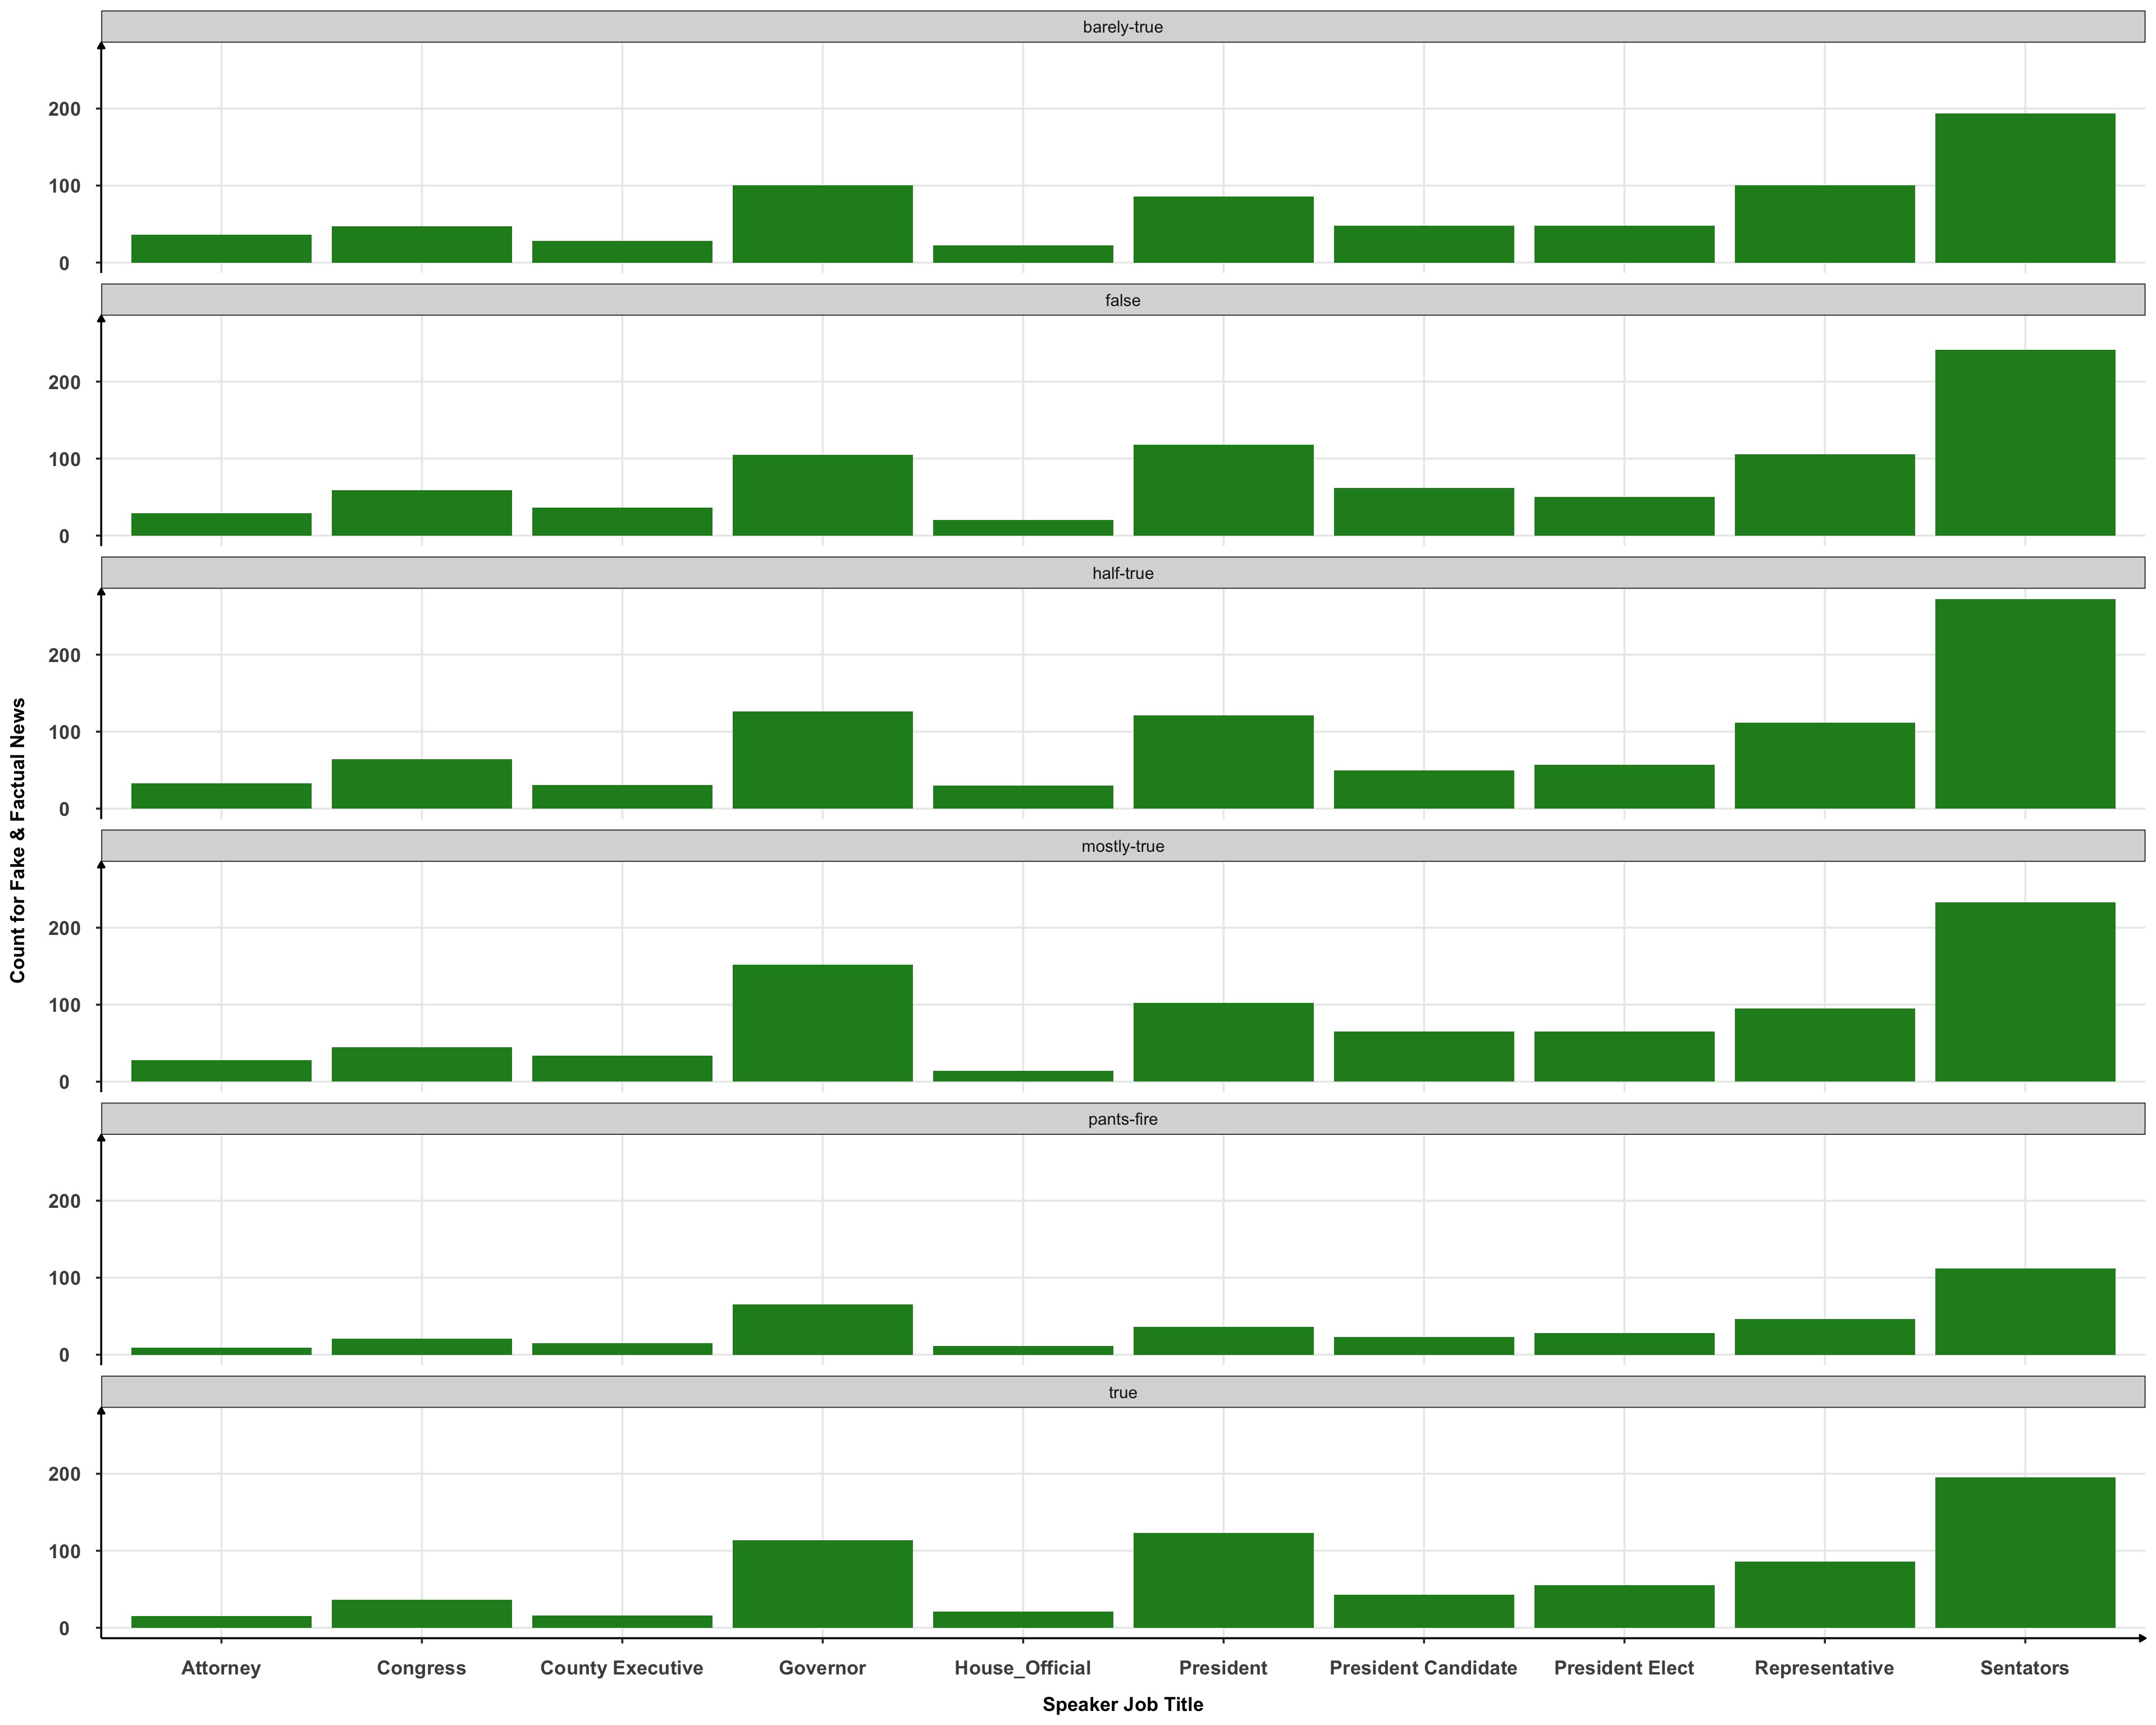 barely-true
200
100
0
false
200
100
0
half-true
200
100
0
mostly-true
200
100
0
pants-fire
200
100
0
true
200
100
0
Count for Fake & Factual News
Attorney Congress County Executive Governor House_Official President President Candidate President Elect Representative Sentators
Speaker Job Title